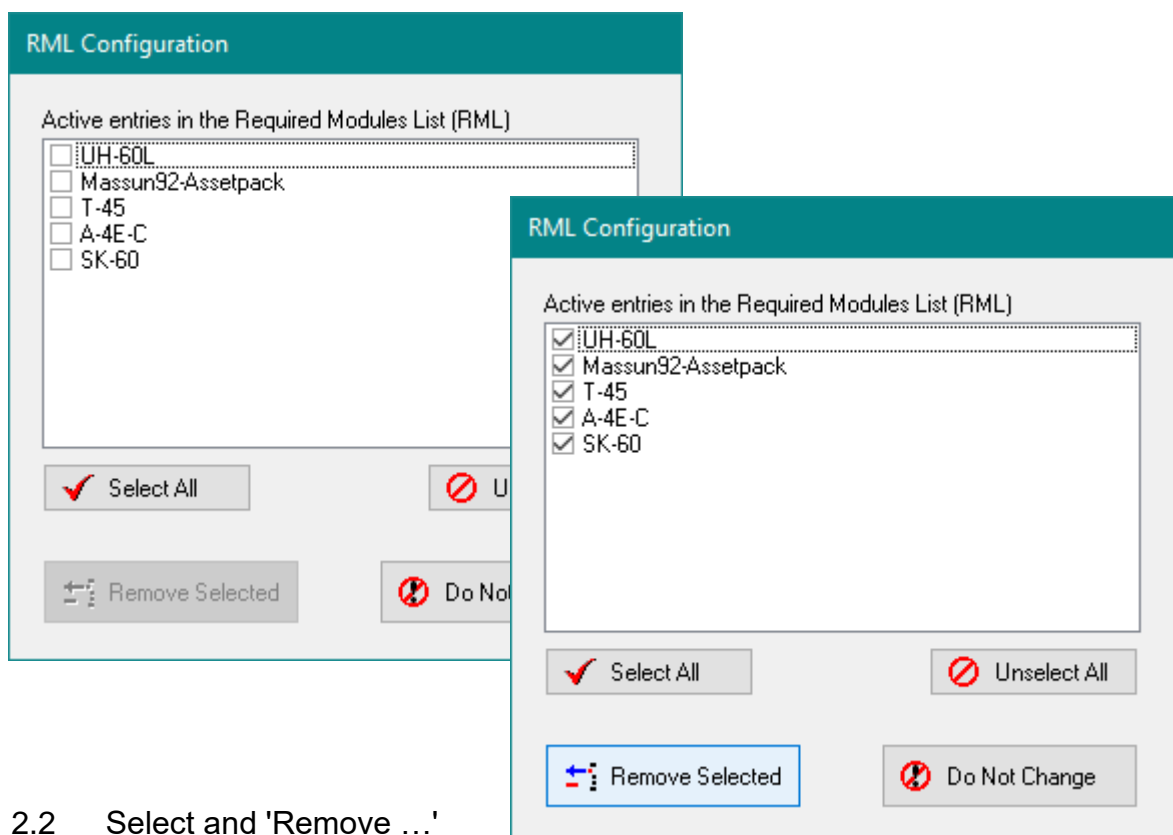 RML Configuration
Active entries in the Required Modules List (RML)
UH-60L
Massun92-Assetpack
T-45
A-4E-C
SK-60
Select All
U
Remove Selected
Do Not
RML Configuration
Active entries in the Required Modules List (RML)
UH-60L
Massun92-Assetpack
T-45
A-4E-C
SK-60
Select All
Unselect All
Remove Selected
Do Not Change
2.2 Select and 'Remove …'